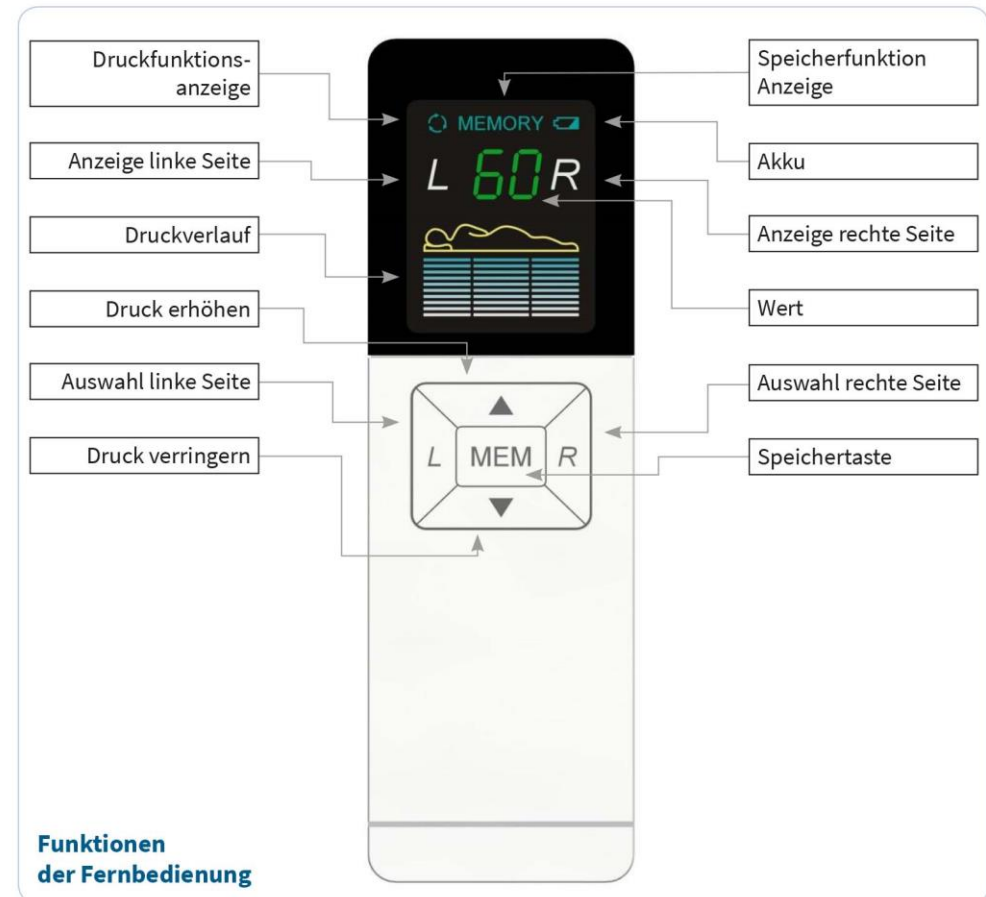 Druckfunktions-
anzeige
Anzeige linke Seite
Druckverlauf
Druck erhöhen
Auswahl linke Seite
Druck verringern
MEMORY
L 60 R
L MEM R
Speicherfunktion
Anzeige
Akku
Anzeige rechte Seite
Wert
Auswahl rechte Seite
Speichertaste
Funktionen
der Fernbedienung